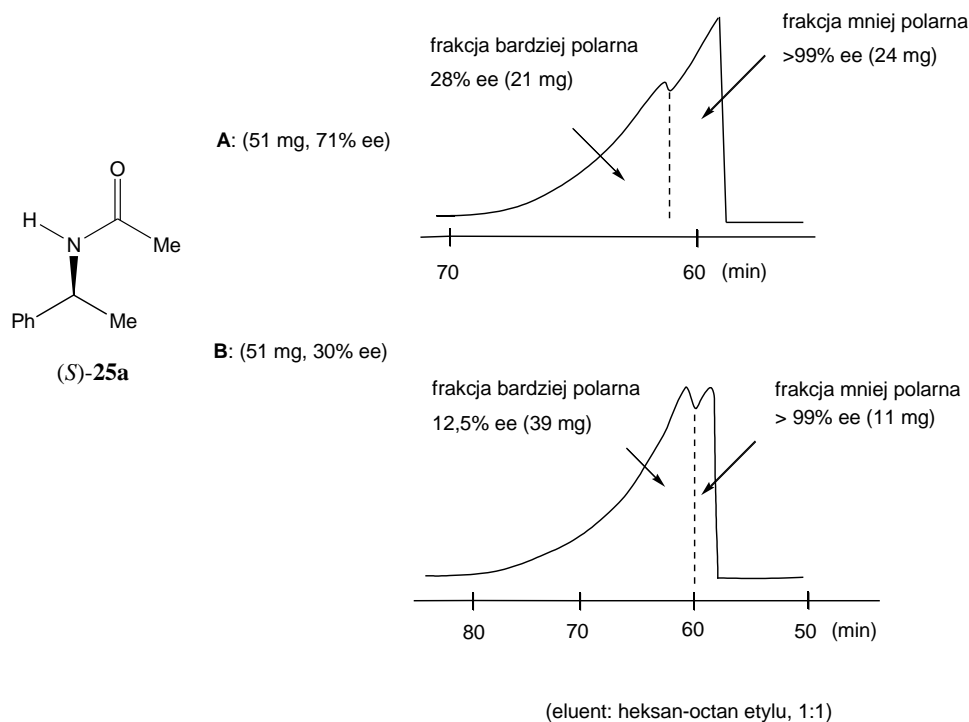 frakcja bardziej polarna
28% ee (21 mg)
frakcja mniej polarna
>99% ee (24 mg)
A: (51 mg, 71% ee)
O
H
N
Me
Ph
Me
(S)-25a
70
60
(min)
B: (51 mg, 30% ee)
frakcja bardziej polarna
12,5% ee (39 mg)
frakcja mniej polarna
> 99% ee (11 mg)
80
70
60
50
(min)
(eluent: heksan-octan etylu, 1:1)